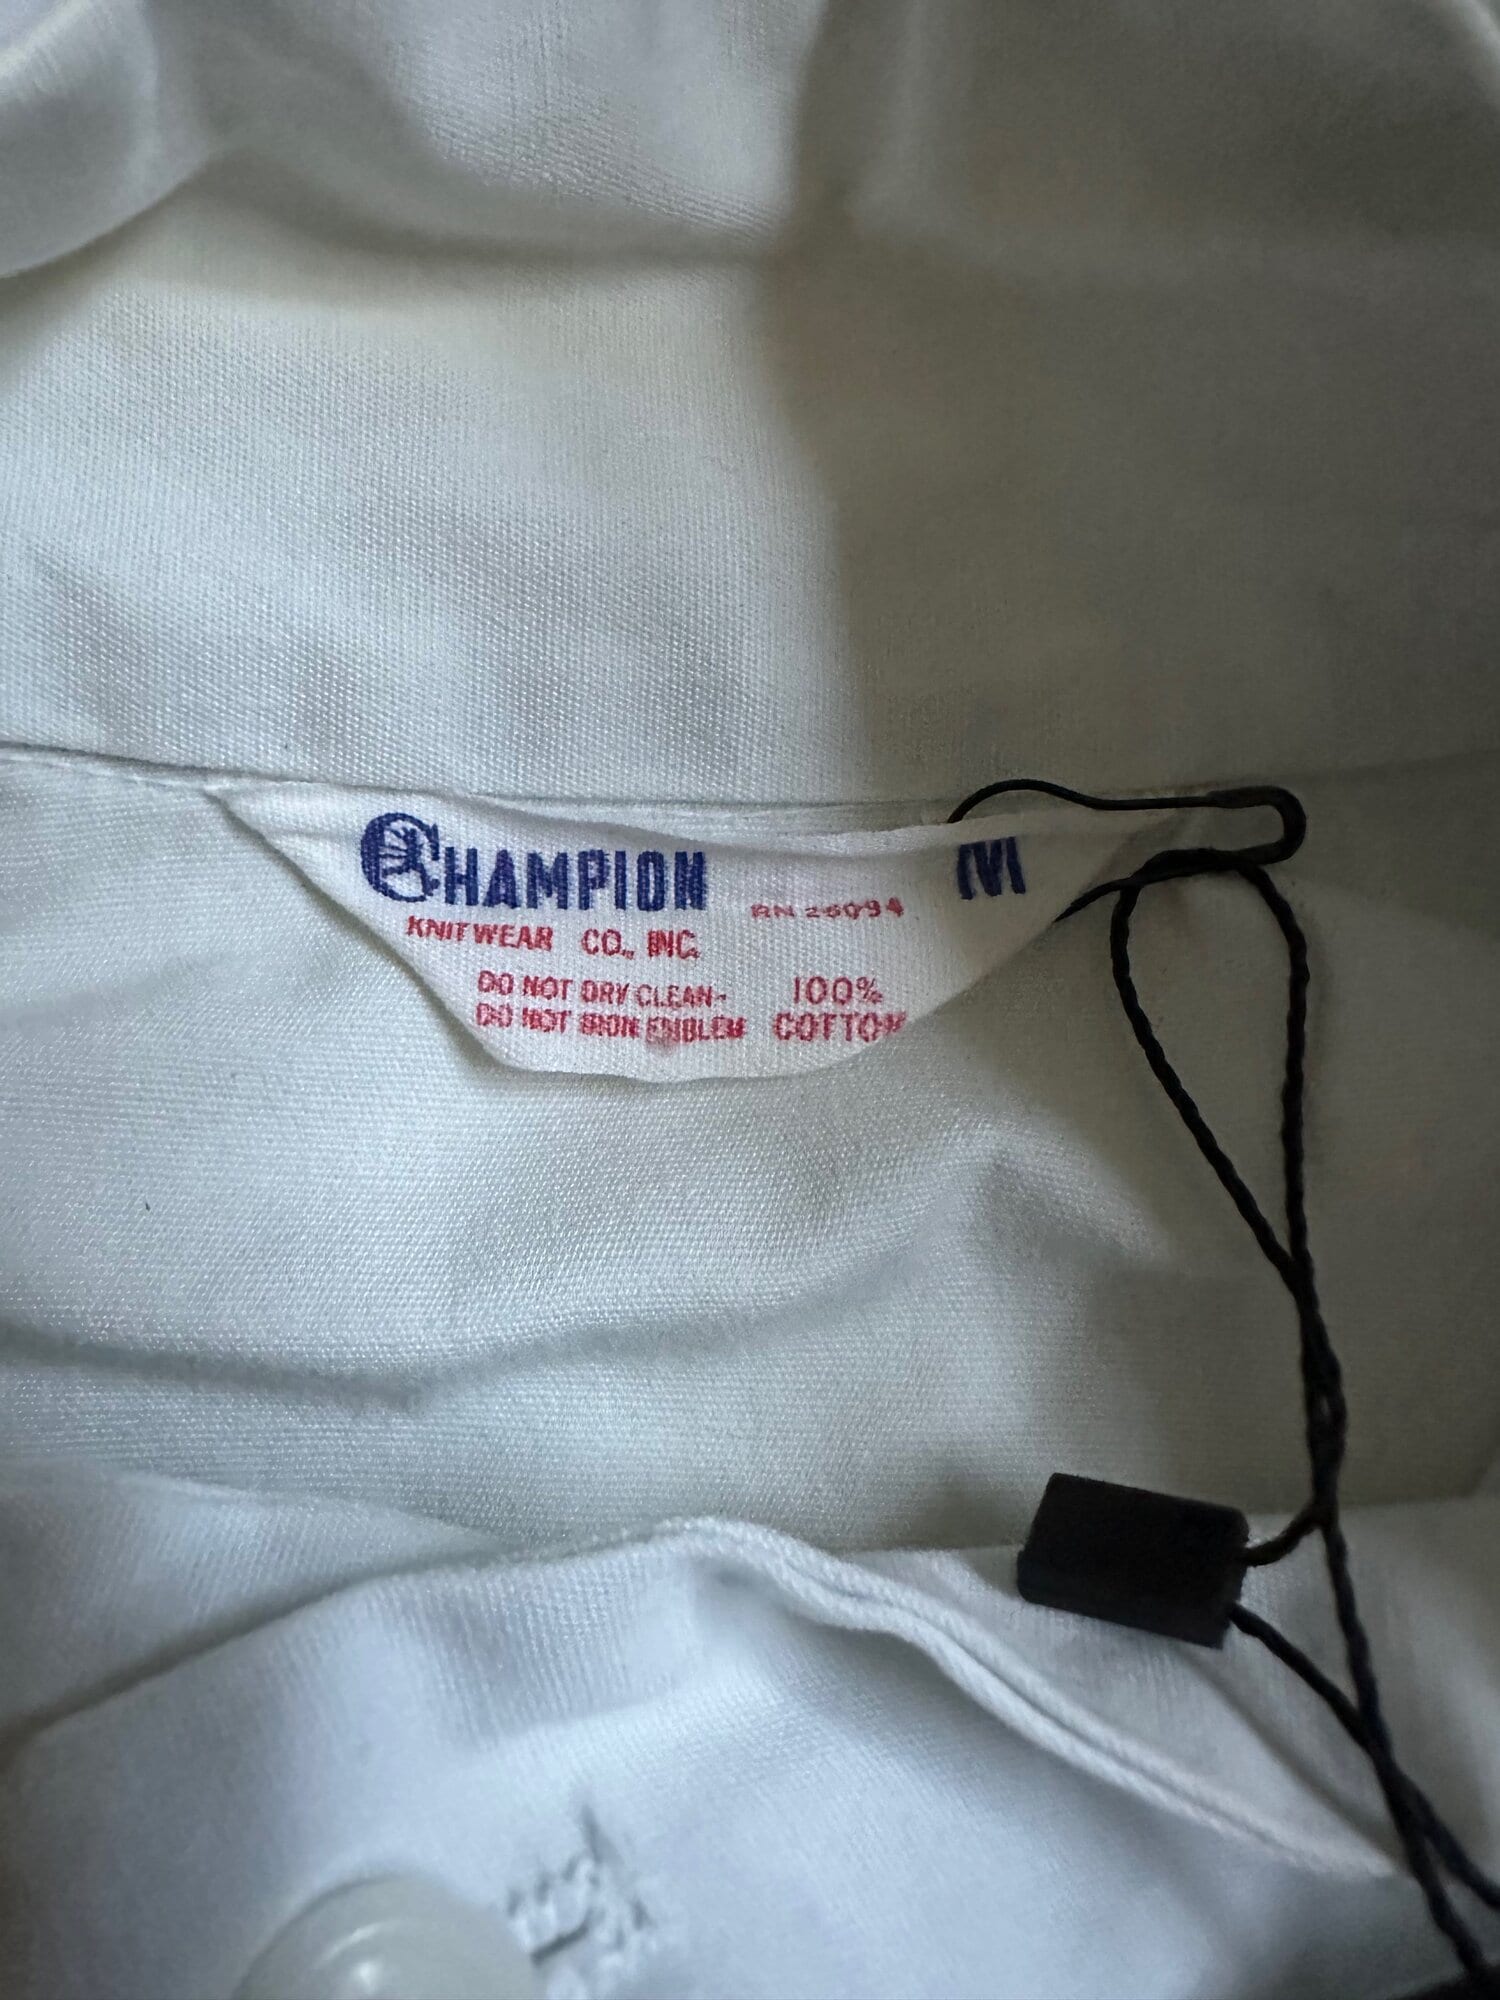 CHAMPION M
KNITWEAR CO., INC. RN 26094
DO NOT DRY CLEAN- 100%
DO NOT IRON EMBLEM COTTON